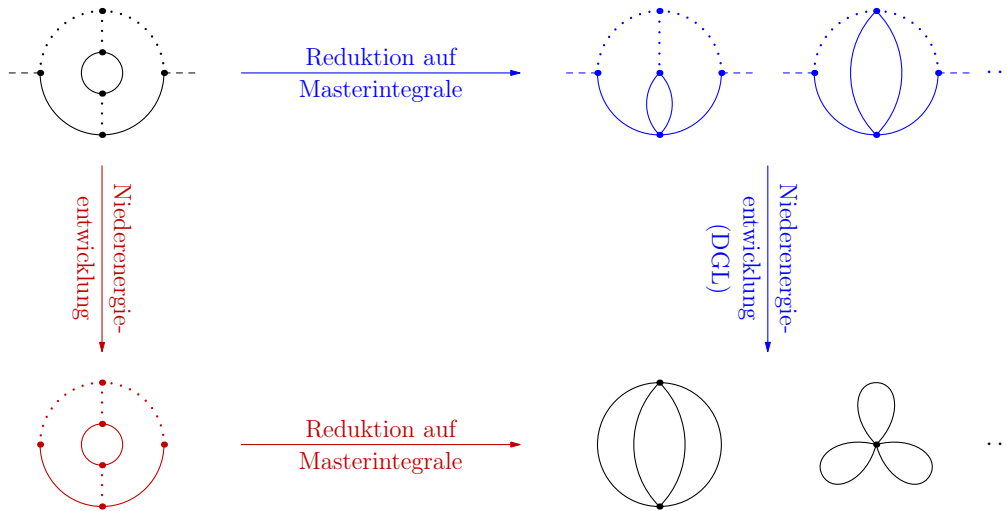 Reduktion auf
Masterintegrale
··
Niederenergie-
entwicklung
Niederenergie-
entwicklung
(DGL)
Reduktion auf
Masterintegrale
··